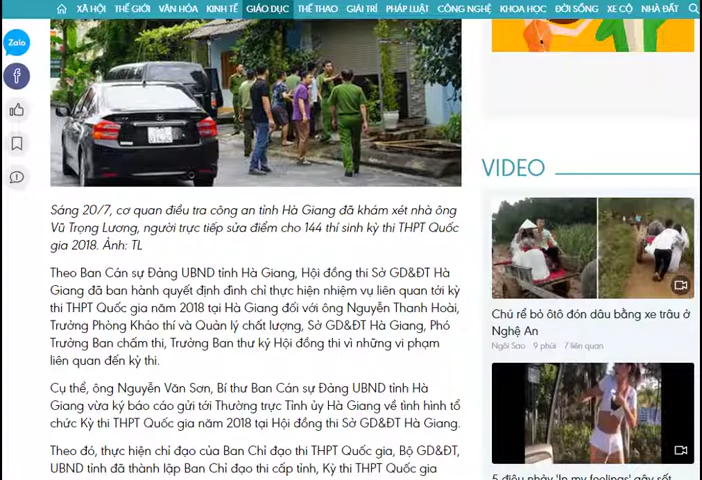 XÃ HỘI THẾ GIỚI VĂN HÓA KINH TẾ GIÁO DỤC THỂ THAO GIẢI TRÍ PHÁP LUẬT CÔNG NGHỆ KHOA HỌC ĐỜI SỐNG XE CỘ NHÀ ĐẤT
Zalo
Sáng 20/7, cơ quan điều tra công an tỉnh Hà Giang đã khám xét nhà ông
Vũ Trọng Lương, người trực tiếp sửa điểm cho 144 thí sinh kỳ thi THPT Quốc
gia 2018. Ảnh: TL
Theo Ban Cán sự Đảng UBND tỉnh Hà Giang, Hội đồng thi Sở GD&ĐT Hà
Giang đã ban hành quyết định đình chỉ thực hiện nhiệm vụ liên quan tới kỳ
thi THPT Quốc gia năm 2018 tại Hà Giang đối với ông Nguyễn Thanh Hoài,
Trưởng Phòng Khảo thí và Quản lý chất lượng, Sở GD&ĐT Hà Giang, Phó
Trưởng Ban chấm thi, Trưởng Ban thư ký Hội đồng thi vì những vi phạm
liên quan đến kỳ thi.
Cụ thể, ông Nguyễn Văn Sơn, Bí thư Ban Cán sự Đảng UBND tỉnh Hà
Giang vừa ký báo cáo gửi tới Thường trực Tỉnh ủy Hà Giang về tình hình tổ
chức Kỳ thi THPT Quốc gia năm 2018 tại Hội đồng thi Sở GD&ĐT Hà Giang.
Theo đó, thực hiện chỉ đạo của Ban Chỉ đạo thi THPT Quốc gia, Bộ GD&ĐT,
UBND tỉnh đã thành lập Ban Chỉ đạo thi cấp tỉnh, Kỳ thi THPT Quốc gia
VIDEO
Chú rể bỏ ôtô đón dâu bằng xe trâu ở
Nghệ An
Ngôi Sao 9 phút 7 liên quan
5 điệu nhảy 'In my feelings' gây sốt